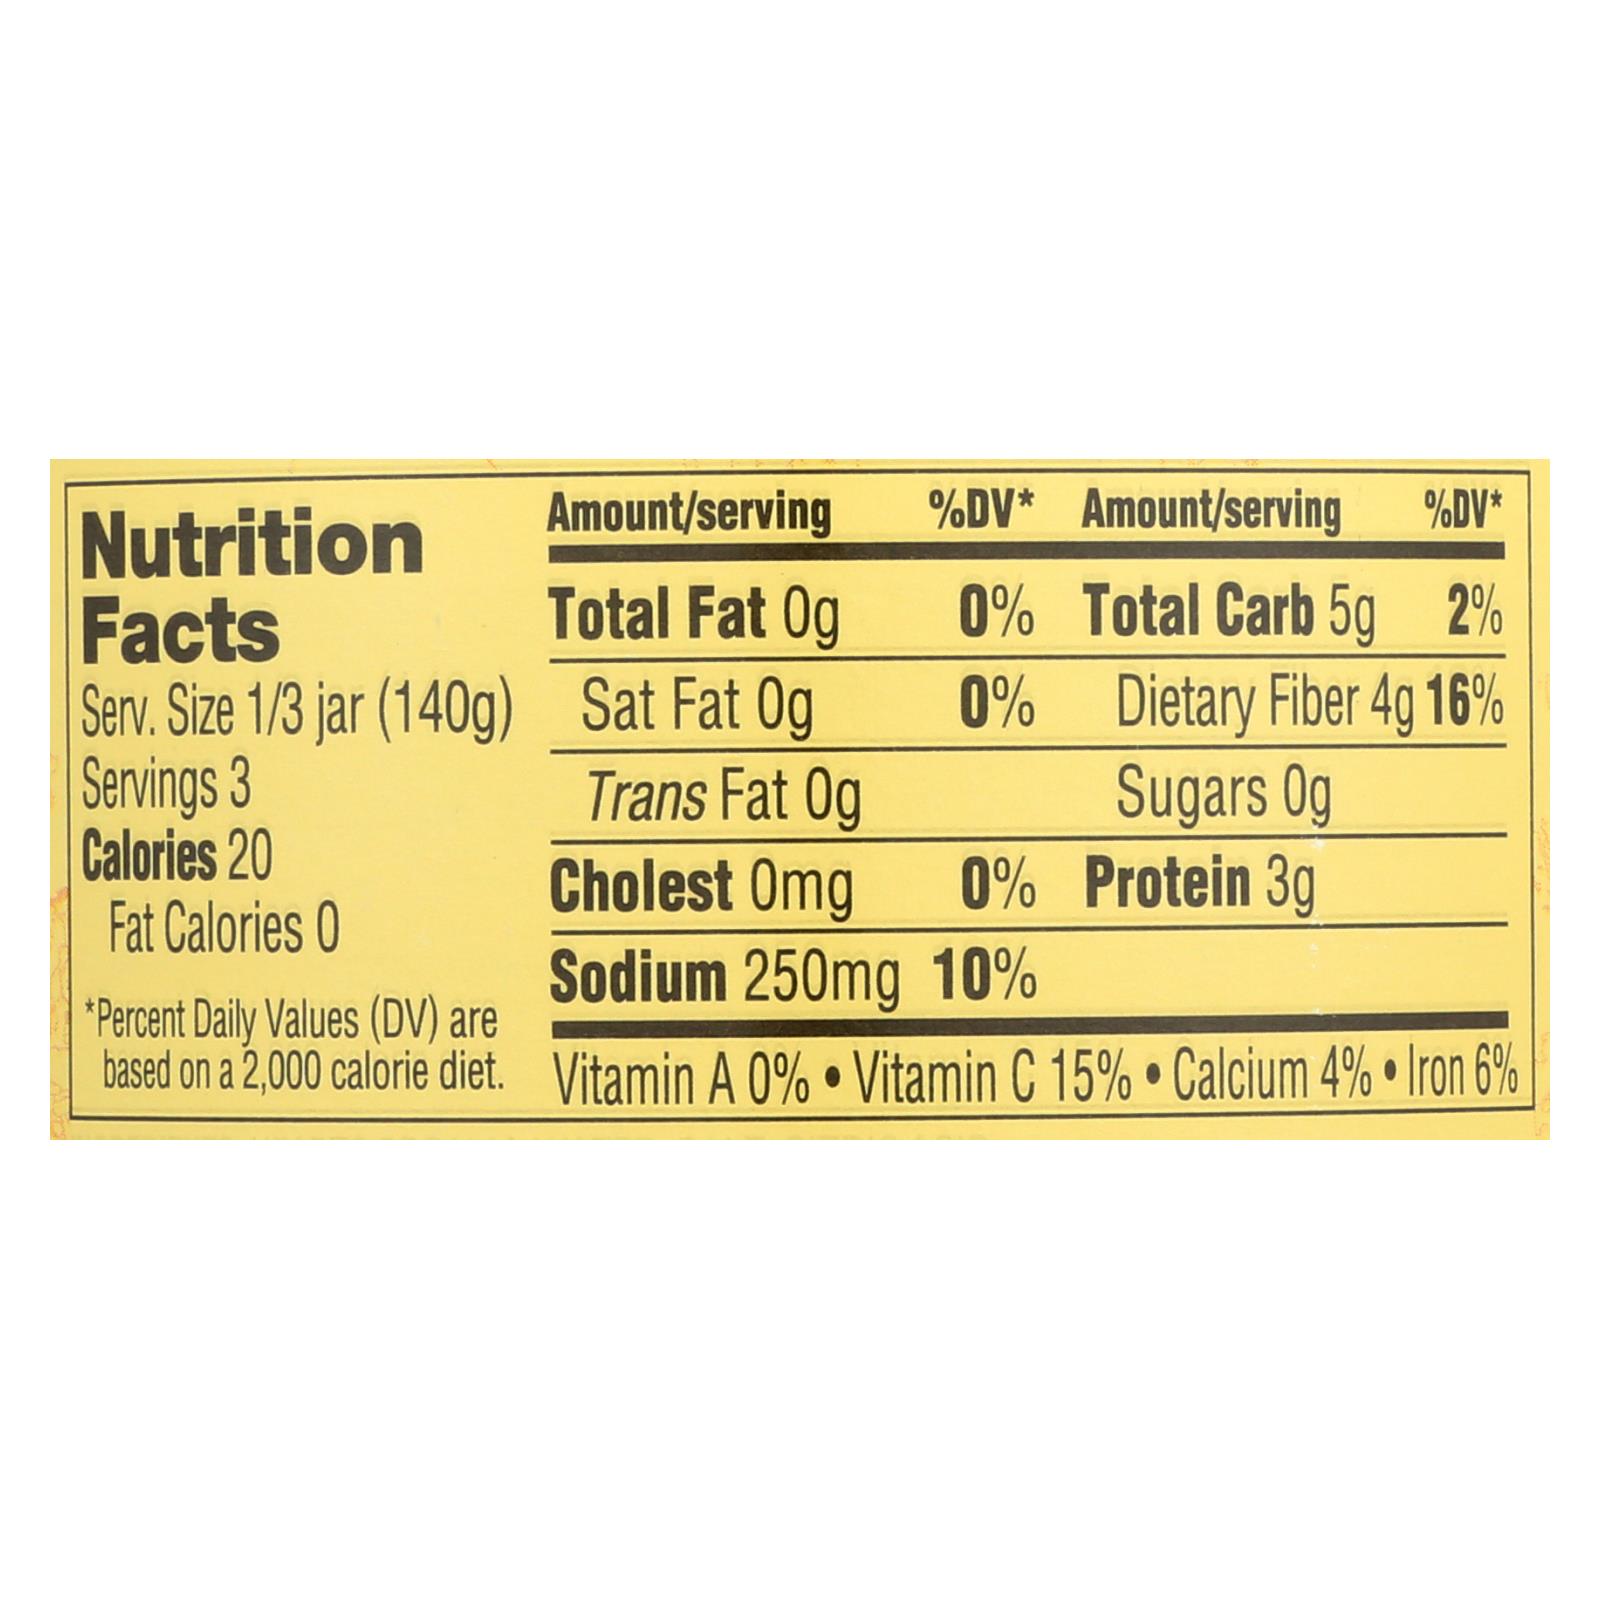 Nutrition
Facts
Serv. Size 1/3 jar (140g)
Servings 3
Calories 20
Fat Calories 0
*Percent Daily Values (DV) are
based on a 2,000 calorie diet.
Amount/serving %DV* Amount/serving %DV*
Total Fat 0g 0% Total Carb 5g 2%
Sat Fat 0g 0% Dietary Fiber 4g 16%
Trans Fat 0g Sugars 0g
Cholest 0mg 0% Protein 3g
Sodium 250mg 10%
Vitamin A 0% • Vitamin C 15% • Calcium 4% • Iron 6%